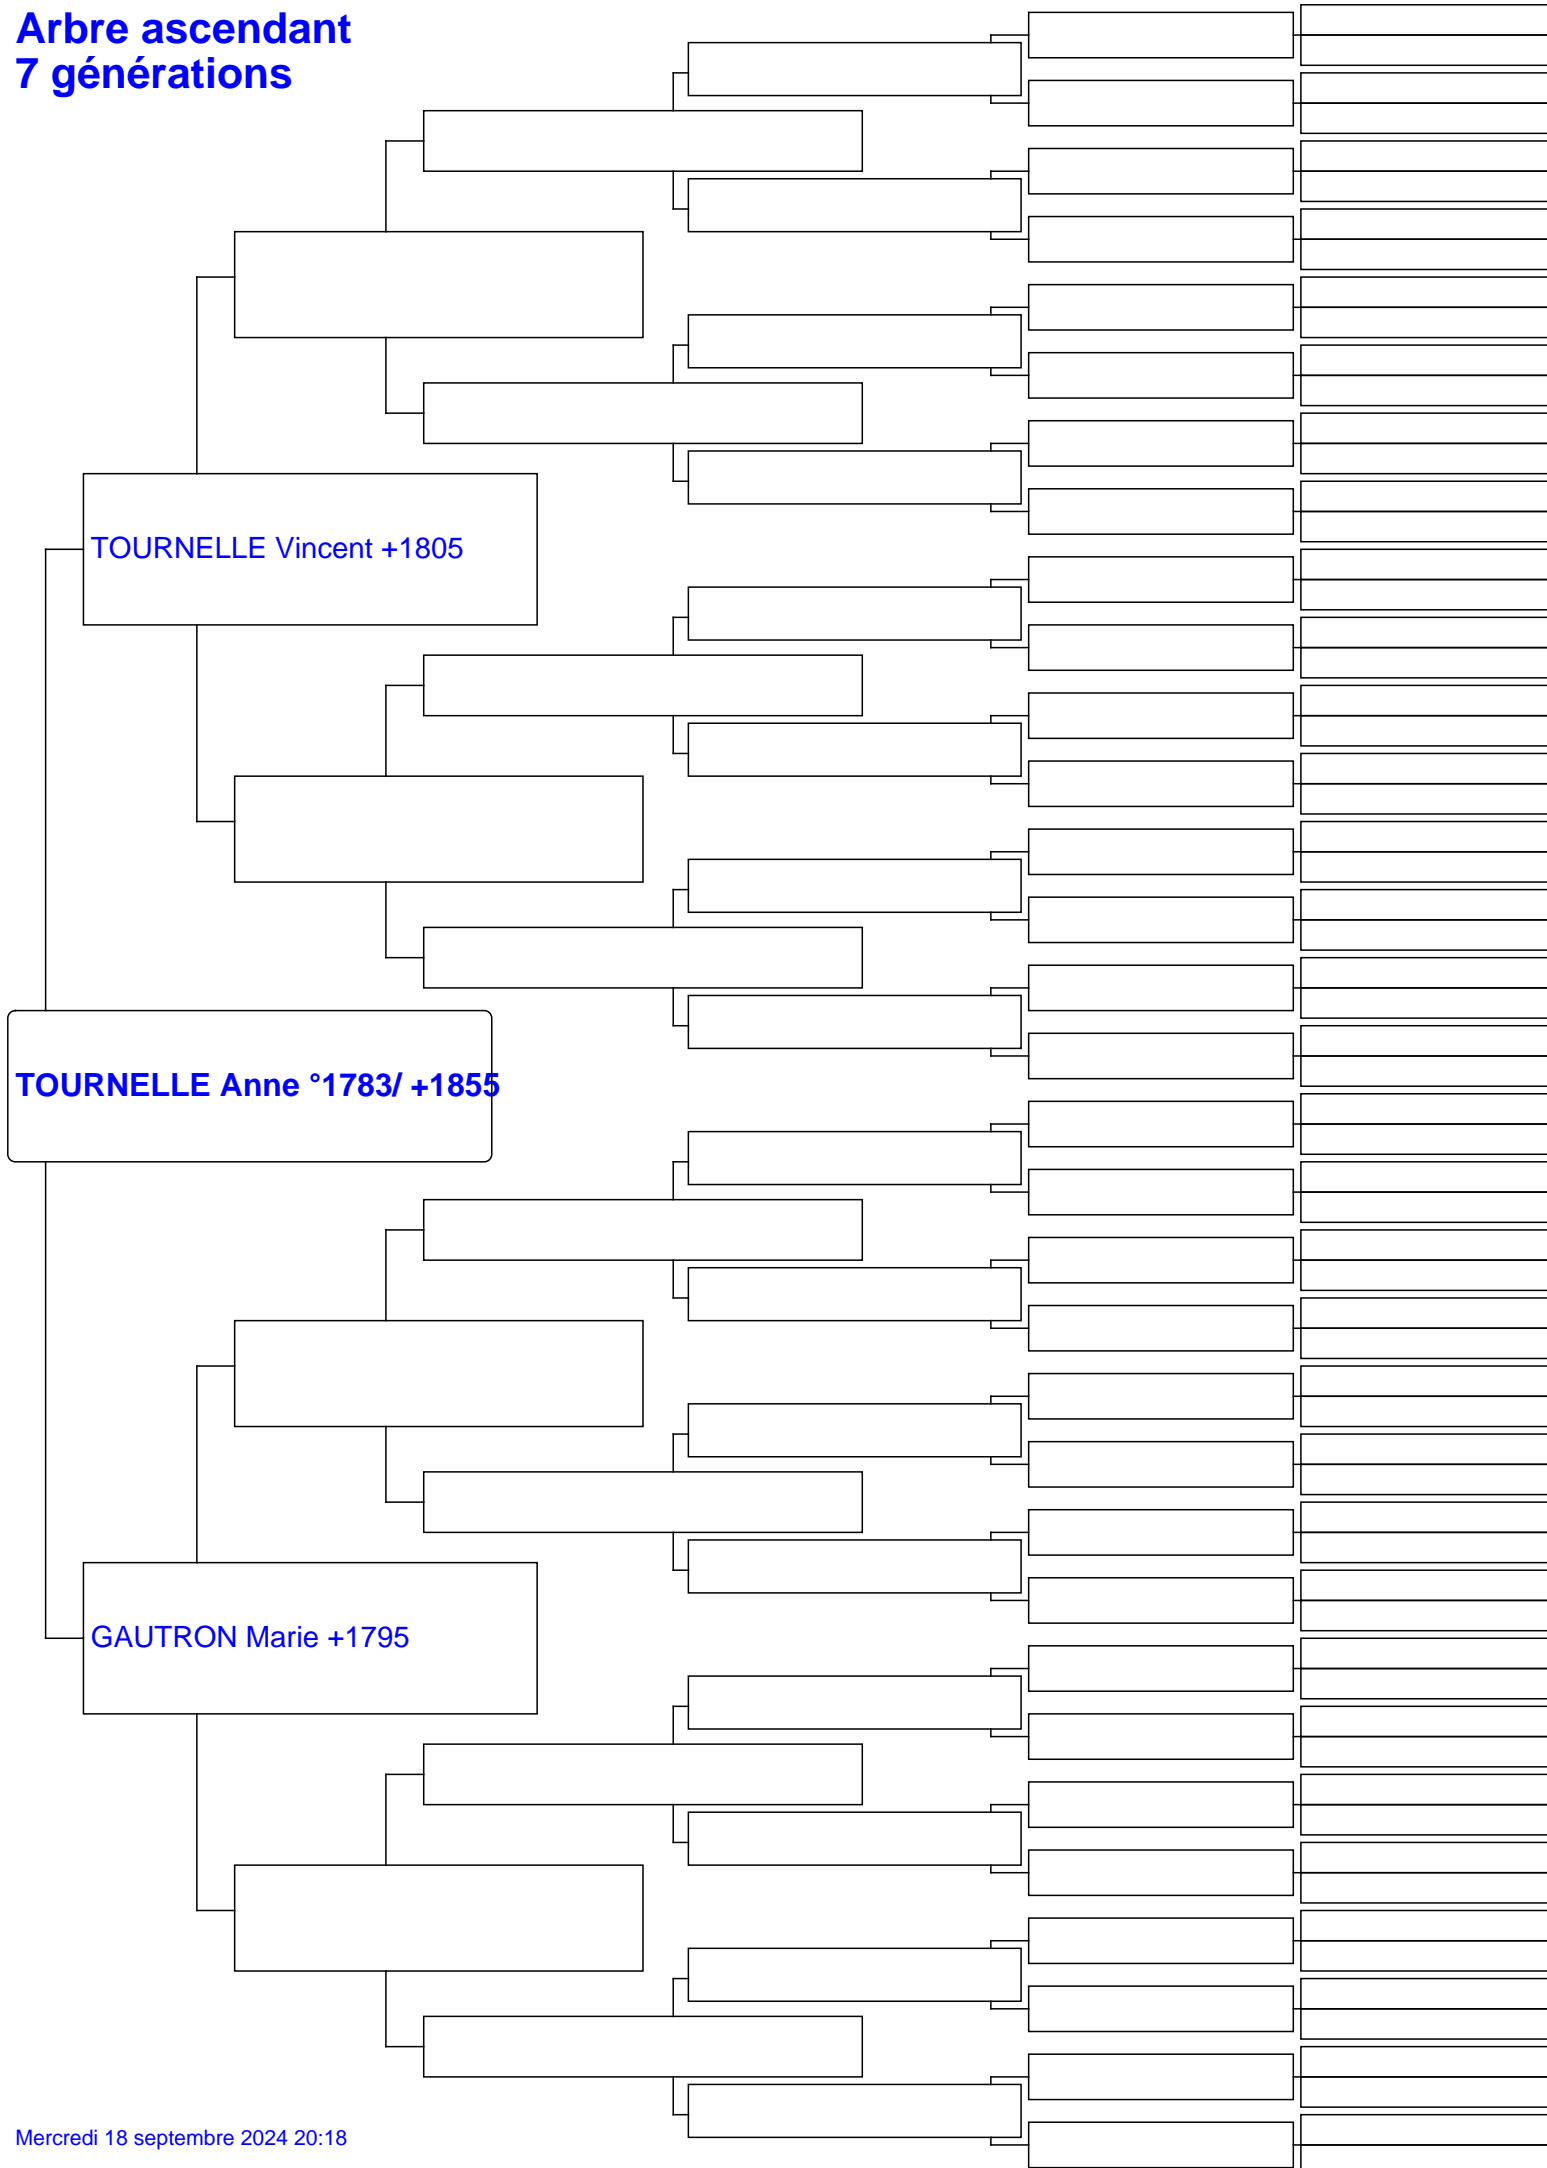 Arbre ascendant
7 générations
TOURNELLE Vincent +1805
TOURNELLE Anne °1783/ +1855
GAUTRON Marie +1795
Mercredi 18 septembre 2024 20:18